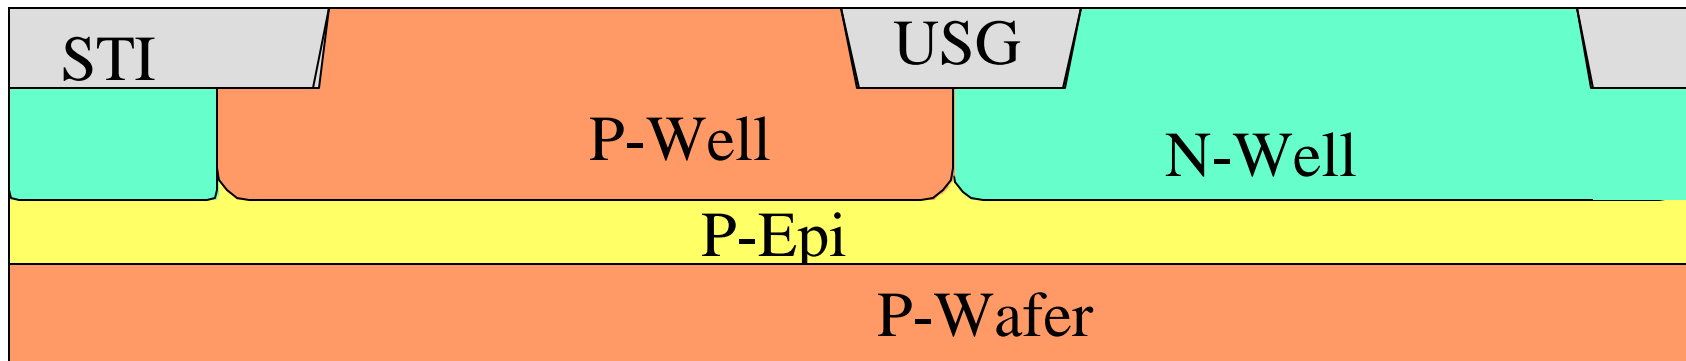 STI
USG
P-Well
N-Well
P-Epi
P-Wafer